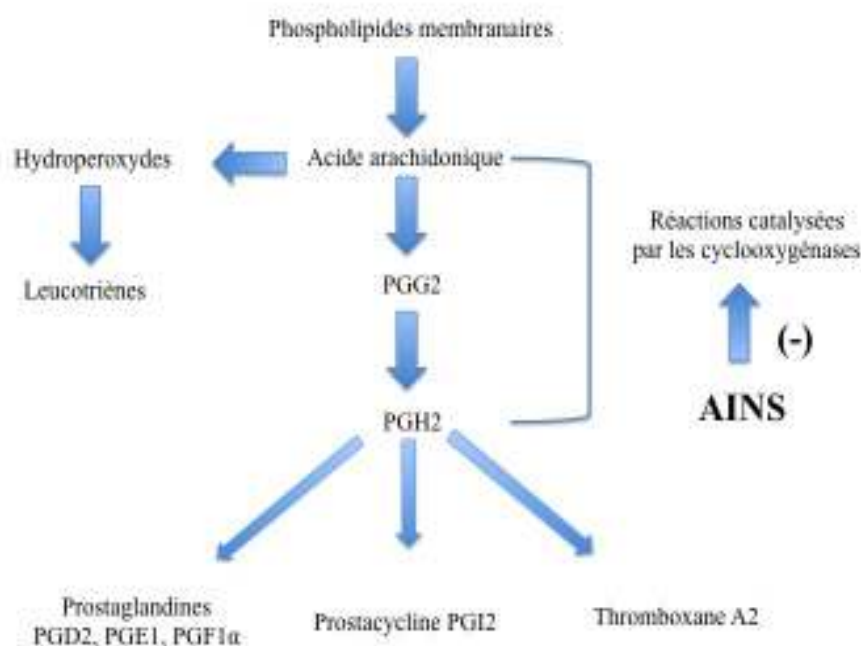 Phospholipides membranaires
Hydroperoxydes
Acide arachidonique
Réactions catalysées
par les cyclooxygénases
Leucotriènes
PGG2
(-)
AINS
PGH2
Prostaglandines
PGD2, PGE1, PGF1α
Prostacycline PGI2
Thromboxane A2